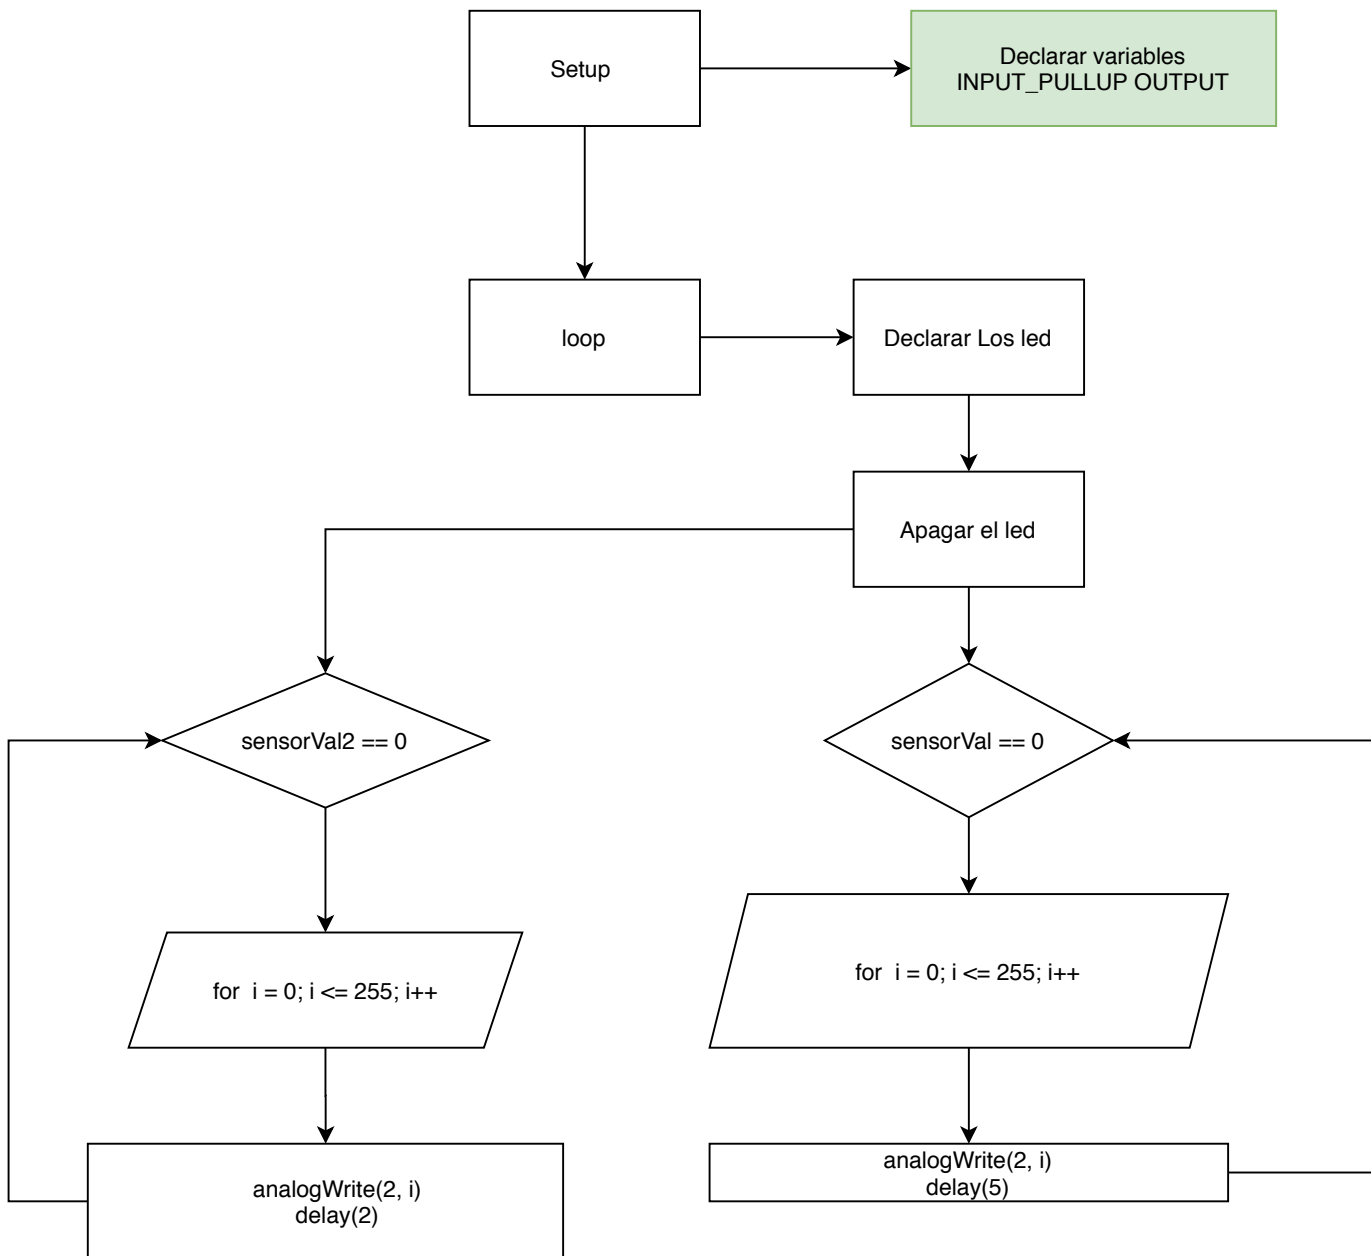 Setup
Declarar variables
INPUT_PULLUP OUTPUT
loop
Declarar Los led
Apagar el led
sensorVal2 == 0
sensorVal == 0
for  i = 0; i <= 255; i++
for  i = 0; i <= 255; i++
analogWrite(2, i)
delay(2)
analogWrite(2, i)
delay(5)